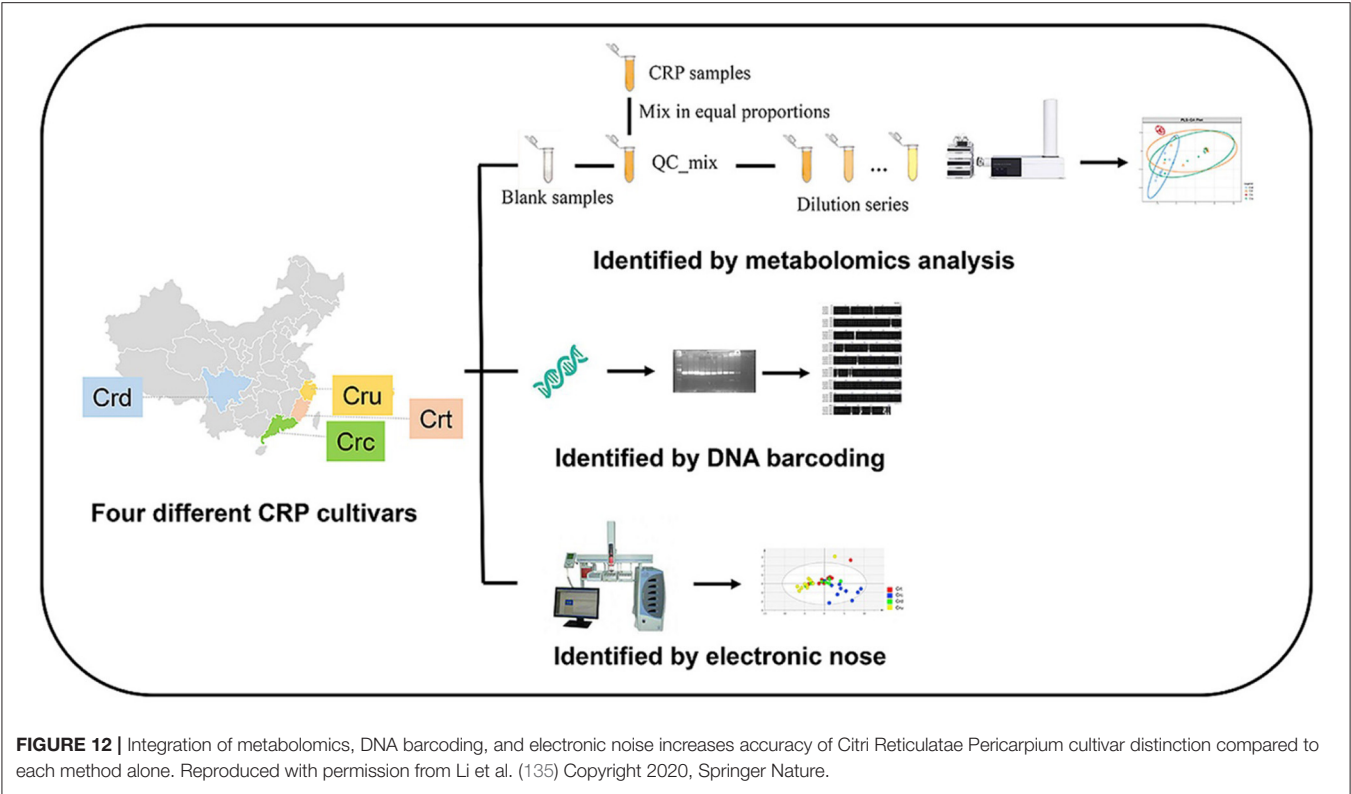 CRP samples
Mix in equal proportions
QC_mix
Blank samples
...
Dilution series
Identified by metabolomics analysis
Crd
Cru
Crt
Crc
Four different CRP cultivars
Identified by DNA barcoding
Identified by electronic nose
FIGURE 12 | Integration of metabolomics, DNA barcoding, and electronic noise increases accuracy of Citri Reticulatae Pericarpium cultivar distinction compared to
each method alone. Reproduced with permission from Li et al. (135) Copyright 2020, Springer Nature.